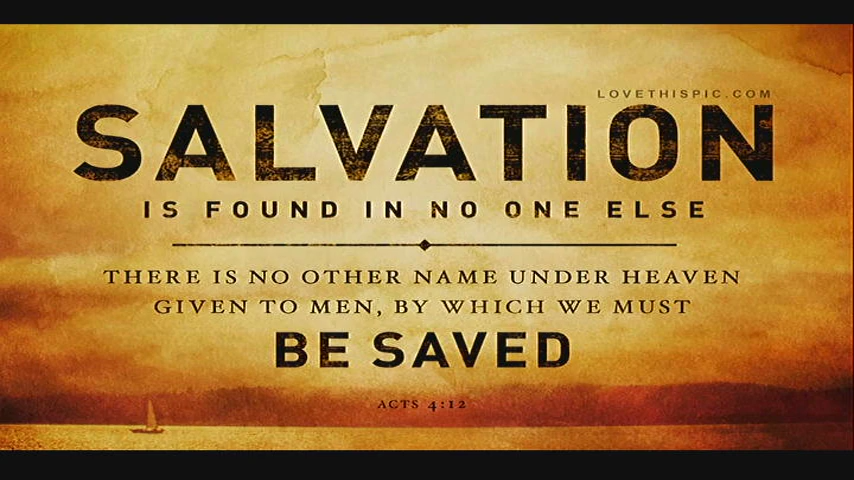 LOVETHISPIC.COM
SALVATION
IS FOUND IN NO ONE ELSE
THERE IS NO OTHER NAME UNDER HEAVEN
GIVEN TO MEN, BY WHICH WE MUST
BE SAVED
ACTS 4:12